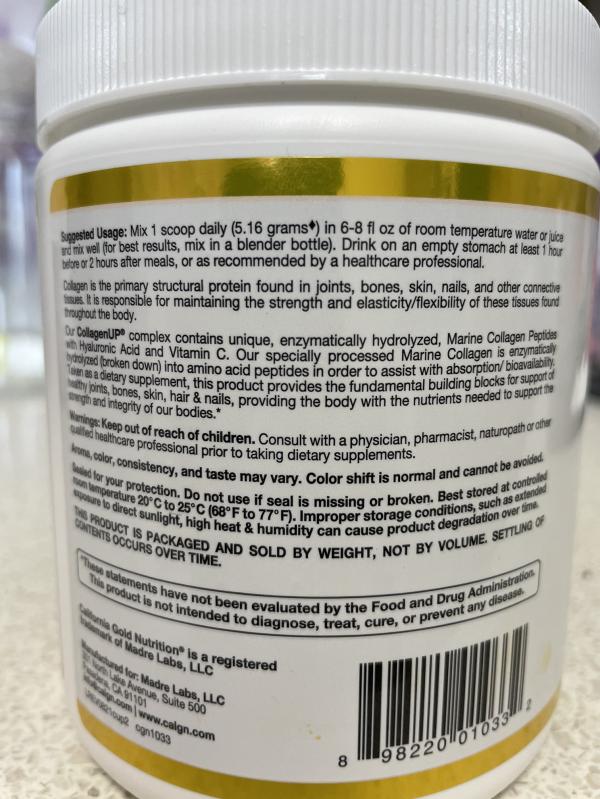 Suggested Usage: Mix 1 scoop daily (5.16 grams♦) in 6-8 fl oz of room temperature water or juice
and mix well (for best results, mix in a blender bottle). Drink on an empty stomach at least 1 hour
before or 2 hours after meals, or as recommended by a healthcare professional.
Collagen is the primary structural protein found in joints, bones, skin, nails, and other connective
tissues. It is responsible for maintaining the strength and elasticity/flexibility of these tissues found
throughout the body.
Our CollagenUP® complex contains unique, enzymatically hydrolyzed, Marine Collagen Peptides
with Hyaluronic Acid and Vitamin C. Our specially processed Marine Collagen is enzymatically
hydrolyzed (broken down) into amino acid peptides in order to assist with absorption/ bioavailability.
Taken as a dietary supplement, this product provides the fundamental building blocks for support of
healthy joints, bones, skin, hair & nails, providing the body with the nutrients needed to support the
strength and integrity of our bodies.*
Warnings: Keep out of reach of children. Consult with a physician, pharmacist, naturopath or other
qualified healthcare professional prior to taking dietary supplements.
Aroma, color, consistency, and taste may vary. Color shift is normal and cannot be avoided.
Sealed for your protection. Do not use if seal is missing or broken. Best stored at controlled
room temperature 20°C to 25°C (68°F to 77°F). Improper storage conditions, such as extended
exposure to direct sunlight, high heat & humidity can cause product degradation over time.
THIS PRODUCT IS PACKAGED AND SOLD BY WEIGHT, NOT BY VOLUME. SETTLING OF
CONTENTS OCCURS OVER TIME.
*These statements have not been evaluated by the Food and Drug Administration.
This product is not intended to diagnose, treat, cure, or prevent any disease.
California Gold Nutrition® is a registered
trademark of Madre Labs, LLC
Manufactured for: Madre Labs, LLC
North Lake Avenue, Suite 500
Pasadena, CA 91101
| www.calgn.com
cgn1033
8 98220 01033 2